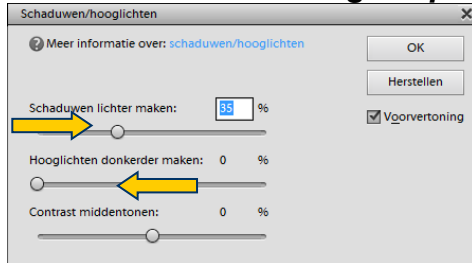 Schaduwen/hooglichten
Meer informatie over: schaduwen/hooglichten
OK
Herstellen
Voorvertoning
Schaduwen lichter maken: 35 %
Hooglichten donkerder maken: 0 %
Contrast middentonen: 0 %